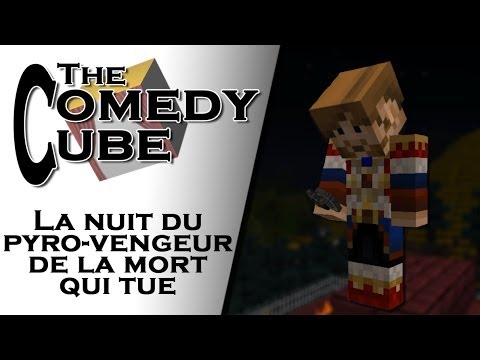 The
Comedy
Cube
La nuit du
pyro-vengeur
de la mort
qui tue